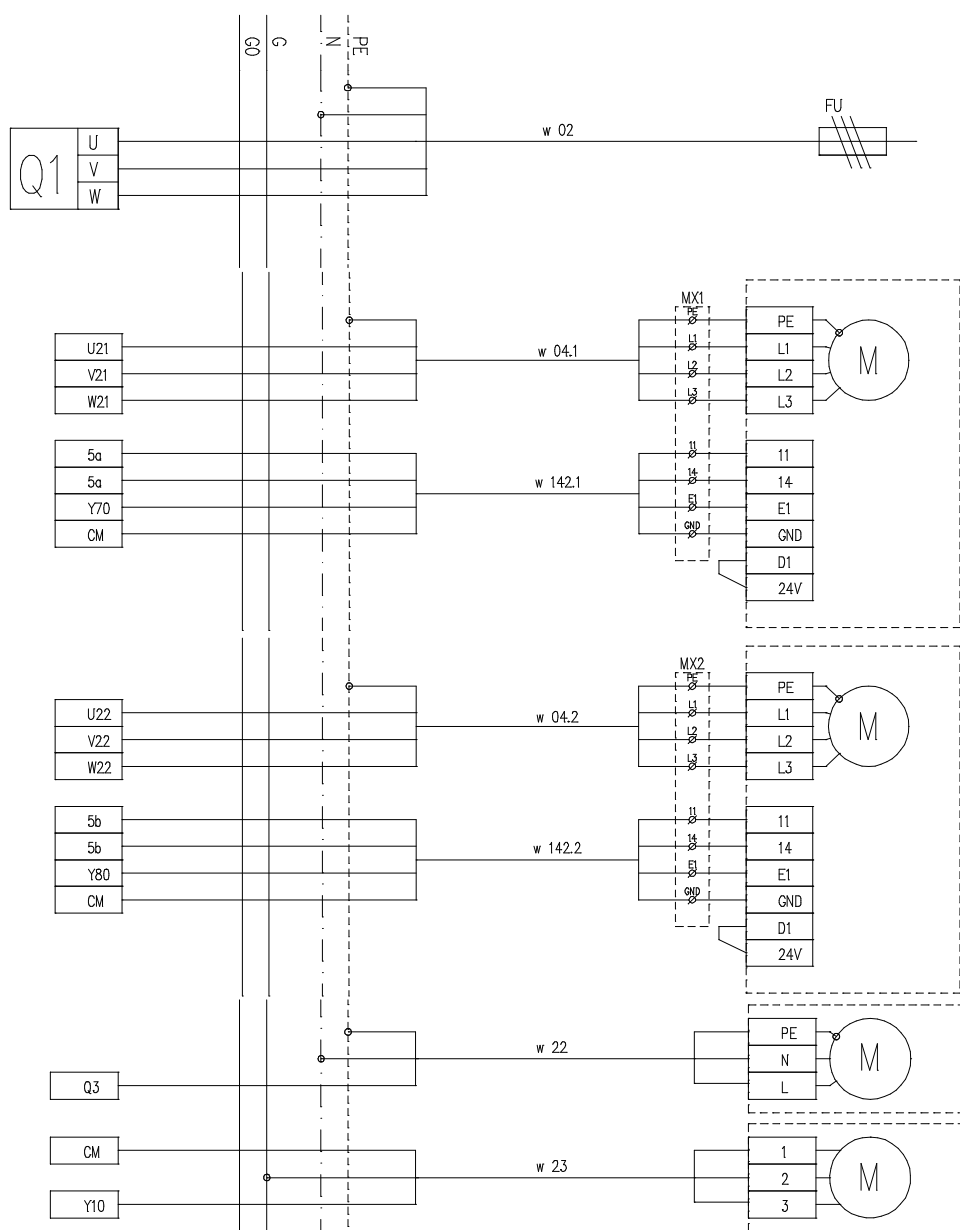 G0 G N PE
FU
w 02
Q1 U
V
W
MX1
PE PE
U21 L1 L1
w 04.1 M
V21 L2 L2
W21 L3 L3
5a 11 11
5a 14 14
w 142.1
Y70 E1 E1
CM GND GND
D1
24V
MX2
PE PE
U22 L1 L1
w 04.2 M
V22 L2 L2
W22 L3 L3
5b 11 11
5b 14 14
w 142.2
Y80 E1 E1
CM GND GND
D1
24V
PE
w 22 N M
Q3 L
CM 1
w 23 2 M
Y10 3